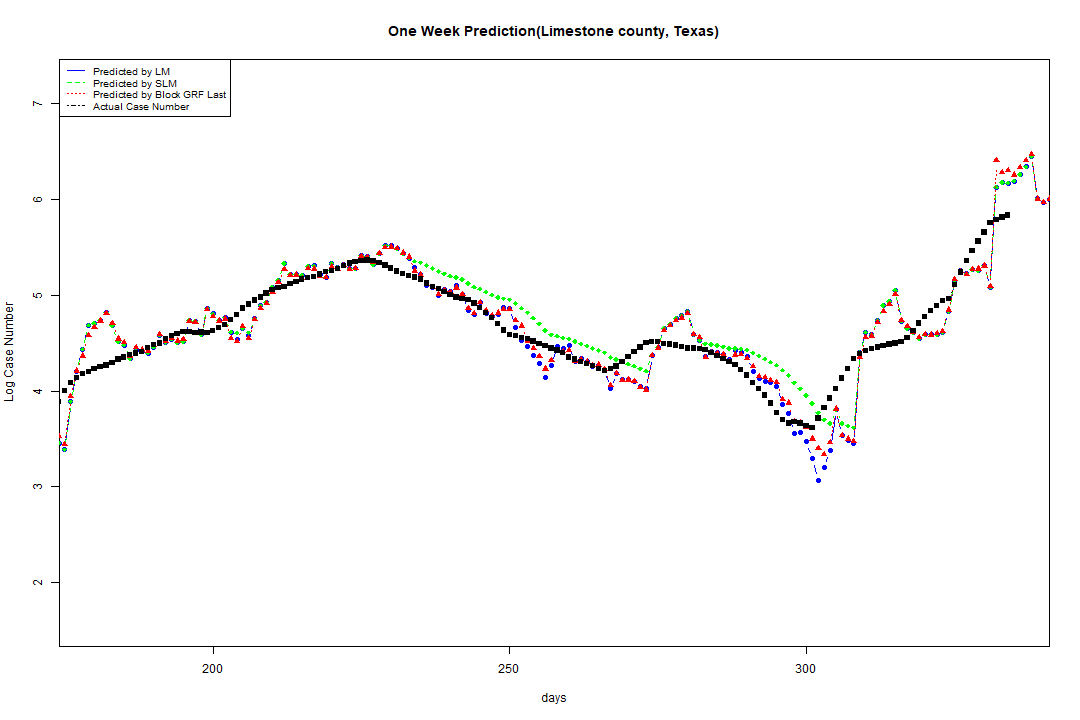 One Week Prediction(Limestone county, Texas)
Predicted by LM
Predicted by SLM
Predicted by Block GRF Last
Actual Case Number
7
6
5
4
3
2
Log Case Number
200 250 300
days